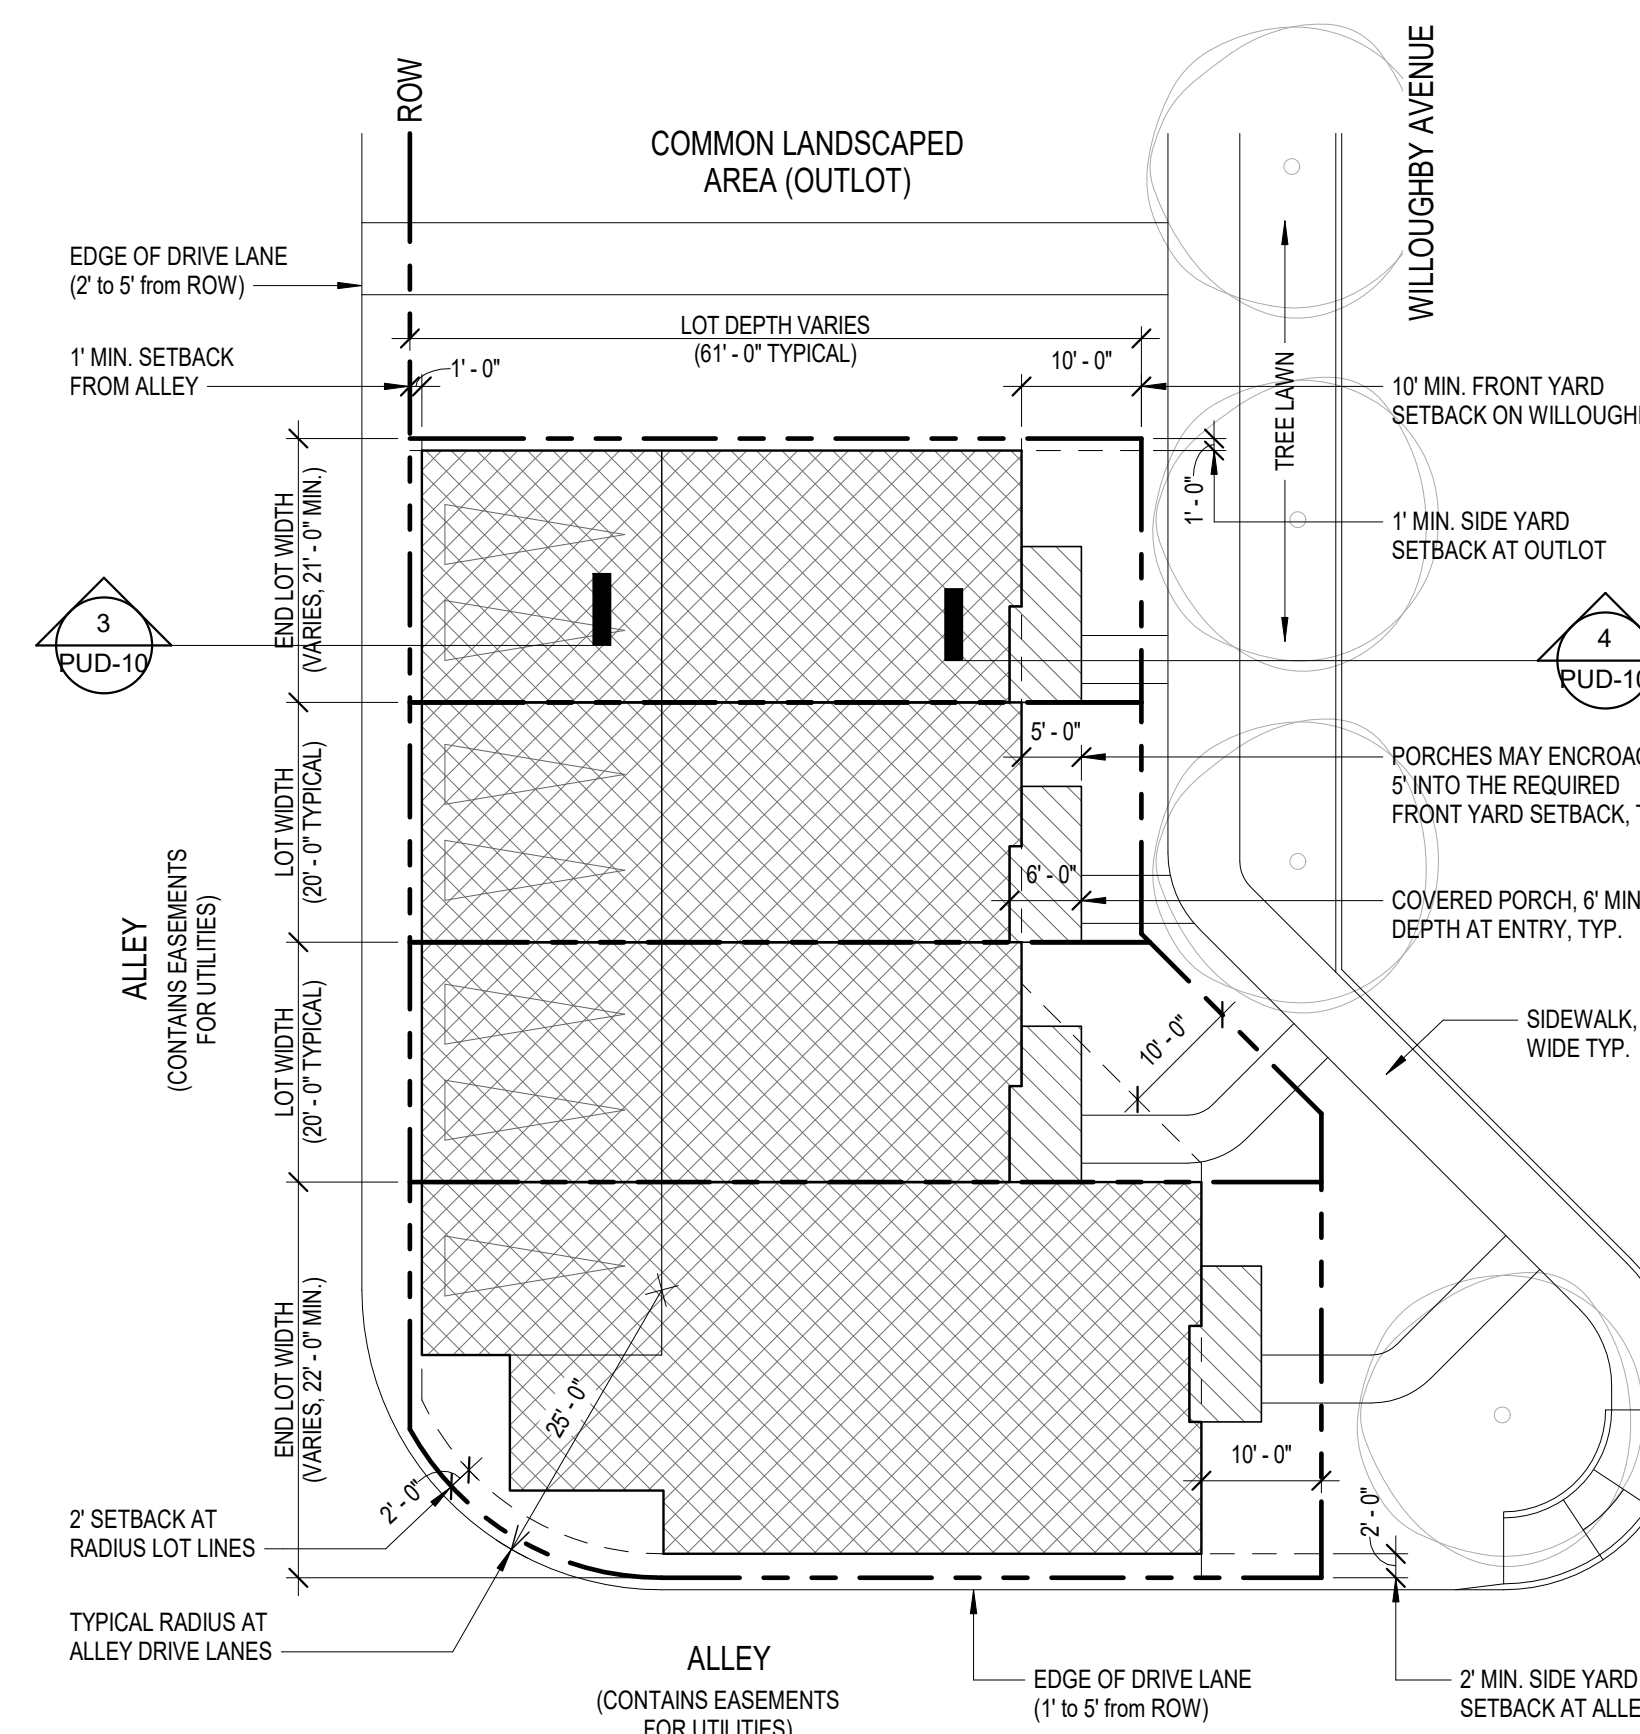 ROW
COMMON LANDSCAPED
AREA (OUTLOT)
WILLOUGHBY AVENUE
EDGE OF DRIVE LANE
(2' to 5' from ROW)
LOT DEPTH VARIES
(61' - 0" TYPICAL)
1' MIN. SETBACK
FROM ALLEY
1' - 0"
10' - 0"
TREE LAWN
10' MIN. FRONT YARD
SETBACK ON
END LOT WIDTH
(VARIES, 21' - 0" MIN.)
1' - 0"
1' MIN. SIDE YARD
SETBACK AT OUTLOT
3
PUD-10
4
PUD-10
5' - 0"
PORCHES MAY
5' INTO THE REQUIRED
FRONT YARD SETBACK,
LOT WIDTH
(20' - 0" TYPICAL)
6' - 0"
COVERED PORCH, 6' MIN
DEPTH AT ENTRY, TYP.
ALLEY
(CONTAINS EASEMENTS
FOR UTILITIES)
LOT WIDTH
(20' - 0" TYPICAL)
10' - 0"
SIDEWALK,
WIDE TYP.
END LOT WIDTH
(VARIES, 22' - 0" MIN.)
25' - 0"
10' - 0"
2' - 0"
2' - 0"
2' SETBACK AT
RADIUS LOT LINES
TYPICAL RADIUS AT
ALLEY DRIVE LANES
ALLEY
(CONTAINS EASEMENTS
FOR UTILITIES)
EDGE OF DRIVE LANE
(1' to 5' from ROW)
2' MIN. SIDE YARD
SETBACK AT